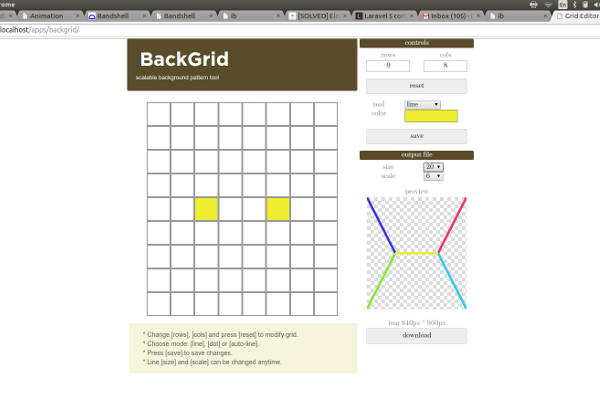 rome
En
Animation
Bandshell
Bandshell
ib
[SOLVED] Elo
Laravel 5 con
Inbox (105) -
ib
Grid Editor
localhost/apps/backgrid/
BackGrid
scalable background pattern tool
controls
rows cols
9 8
reset
tool line
color
save
output file
size 20
scale 6
preview
img 840px * 960px
download
* Change [rows], [cols] and press [reset] to modify grid.
* Choose mode: [line], [dot] or [auto-line].
* Press [save] to save changes.
* Line [size] and [scale] can be changed anytime.